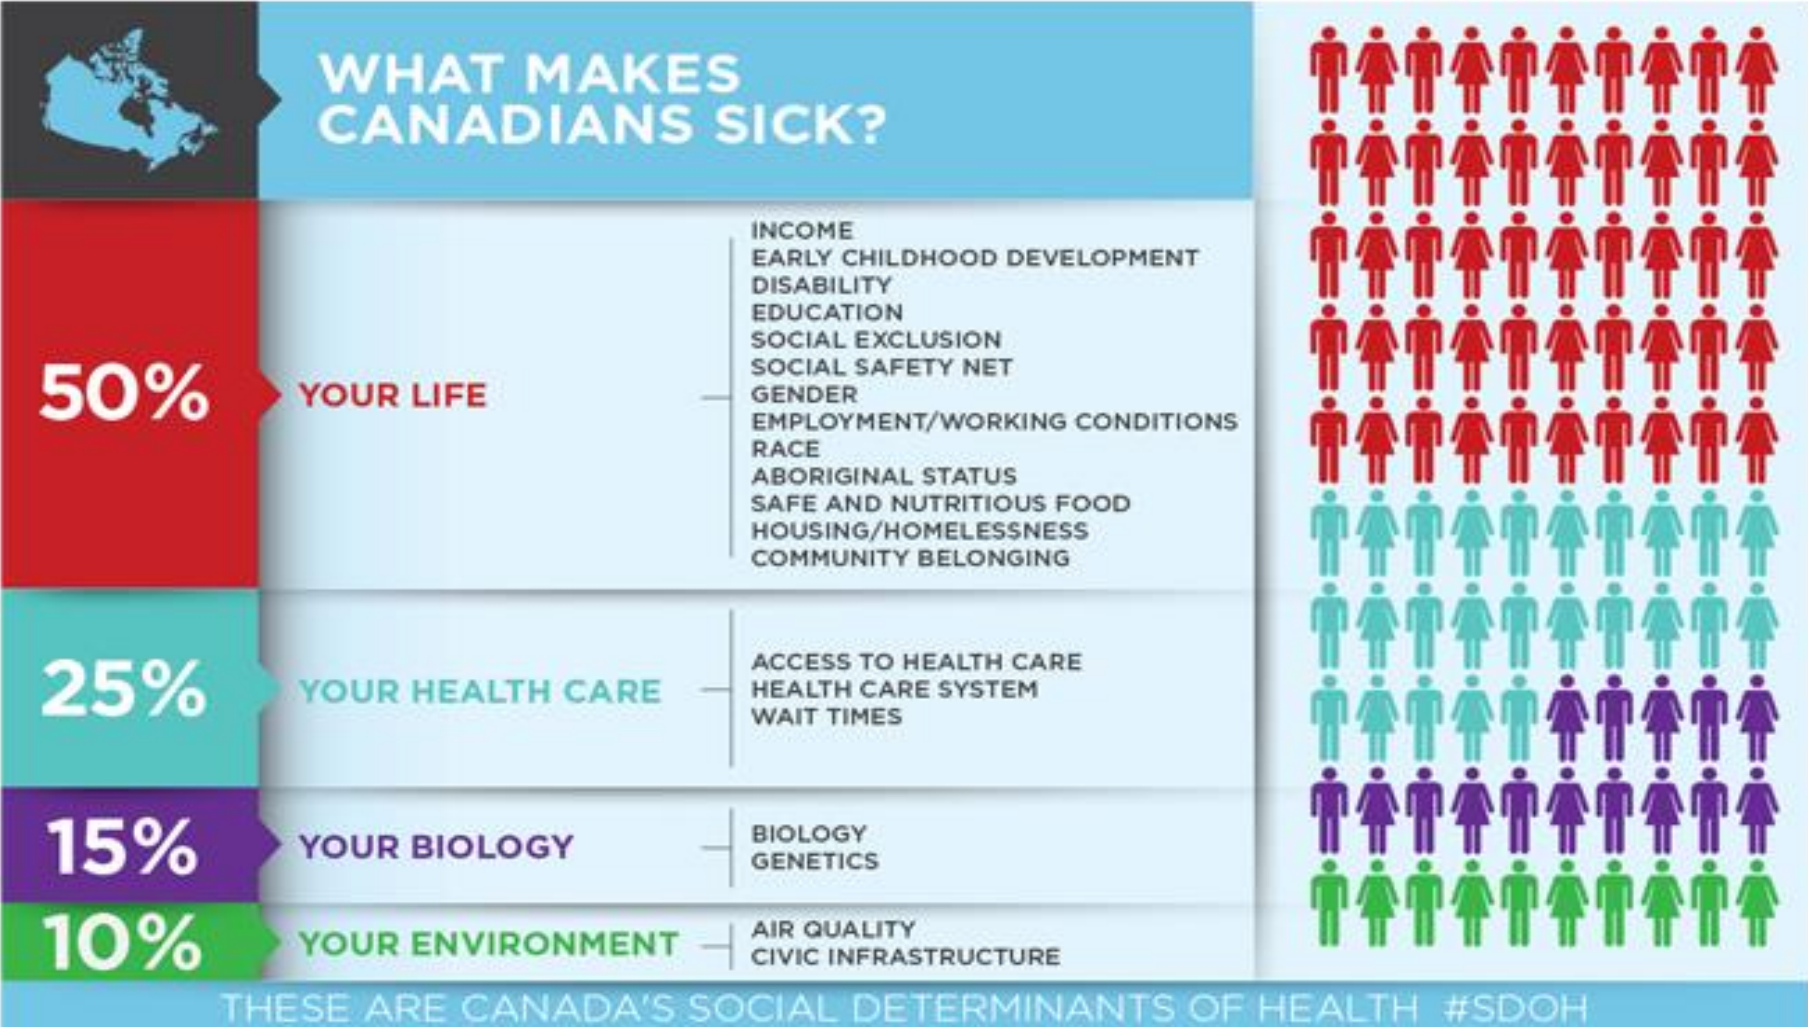 WHAT MAKES
CANADIANS SICK?
50%
YOUR LIFE
INCOME
EARLY CHILDHOOD DEVELOPMENT
DISABILITY
EDUCATION
SOCIAL EXCLUSION
SOCIAL SAFETY NET
GENDER
EMPLOYMENT/WORKING CONDITIONS
RACE
ABORIGINAL STATUS
SAFE AND NUTRITIOUS FOOD
HOUSING/HOMELESSNESS
COMMUNITY BELONGING
25%
YOUR HEALTH CARE
ACCESS TO HEALTH CARE
HEALTH CARE SYSTEM
WAIT TIMES
15%
YOUR BIOLOGY
BIOLOGY
GENETICS
10%
YOUR ENVIRONMENT
AIR QUALITY
CIVIC INFRASTRUCTURE
THESE ARE CANADA'S SOCIAL DETERMINANTS OF HEALTH #SDOH